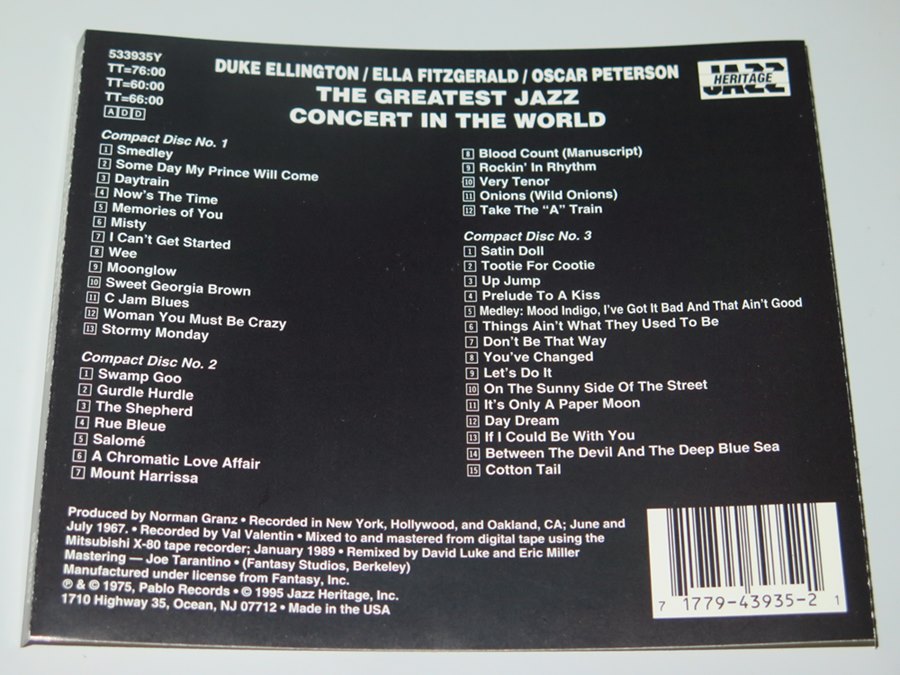 533935Y
TT=76:00
TT=60:00
TT=66:00
ADD
DUKE ELLINGTON / ELLA FITZGERALD / OSCAR PETERSON
THE GREATEST JAZZ
CONCERT IN THE WORLD
JAZZ
HERITAGE
Compact Disc No. 1
1 Smedley
2 Some Day My Prince Will Come
3 Daytrain
4 Now's The Time
5 Memories of You
6 Misty
7 I Can't Get Started
8 Wee
9 Moonglow
10 Sweet Georgia Brown
11 C Jam Blues
12 Woman You Must Be Crazy
13 Stormy Monday
Compact Disc No. 2
1 Swamp Goo
2 Gurdle Hurdle
3 The Shepherd
4 Rue Bleue
5 Salomé
6 A Chromatic Love Affair
7 Mount Harrissa
8 Blood Count (Manuscript)
9 Rockin' In Rhythm
10 Very Tenor
11 Onions (Wild Onions)
12 Take The “A” Train
Compact Disc No. 3
1 Satin Doll
2 Tootie For Cootie
3 Up Jump
4 Prelude To A Kiss
5 Medley: Mood Indigo, I've Got It Bad And That Ain't Good
6 Things Ain't What They Used To Be
7 Don't Be That Way
8 You've Changed
9 Let's Do It
10 On The Sunny Side Of The Street
11 It's Only A Paper Moon
12 Day Dream
13 If I Could Be With You
14 Between The Devil And The Deep Blue Sea
15 Cotton Tail
Produced by Norman Granz • Recorded in New York, Hollywood, and Oakland, CA; June and
July 1967. • Recorded by Val Valentin • Mixed to and mastered from digital tape using the
Mitsubishi X-80 tape recorder; January 1989 • Remixed by David Luke and Eric Miller
Mastering — Joe Tarantino • (Fantasy Studios, Berkeley)
Manufactured under license from Fantasy, Inc.
℗ & © 1975, Pablo Records • © 1995 Jazz Heritage, Inc.
1710 Highway 35, Ocean, NJ 07712 • Made in the USA
7 1779-43935-2 1